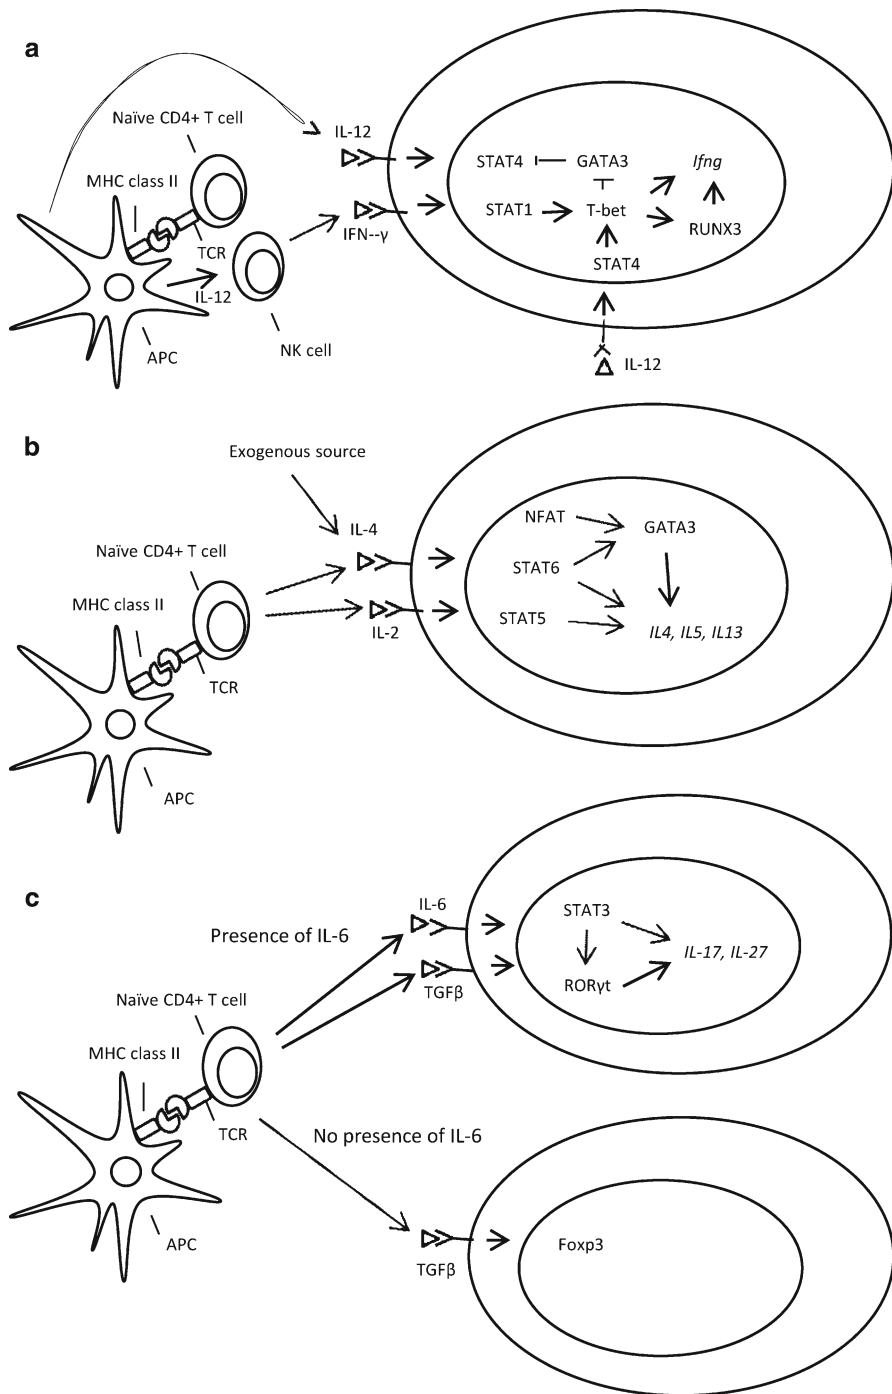 a
Naïve CD4+ T cell
IL-12
MHC class II
STAT4
GATA3
Ifng
STAT1
T-bet
RUNX3
IFN--γ
TCR
IL-12
STAT4
NK cell
APC
IL-12
b
Exogenous source
NFAT
GATA3
IL-4
Naïve CD4+ T cell
STAT6
MHC class II
STAT5
IL-2
IL4, IL5, IL13
TCR
APC
c
IL-6
STAT3
Presence of IL-6
IL-17, IL-27
TGFβ
RORγt
Naïve CD4+ T cell
MHC class II
TCR
No presence of IL-6
APC
TGFβ
Foxp3